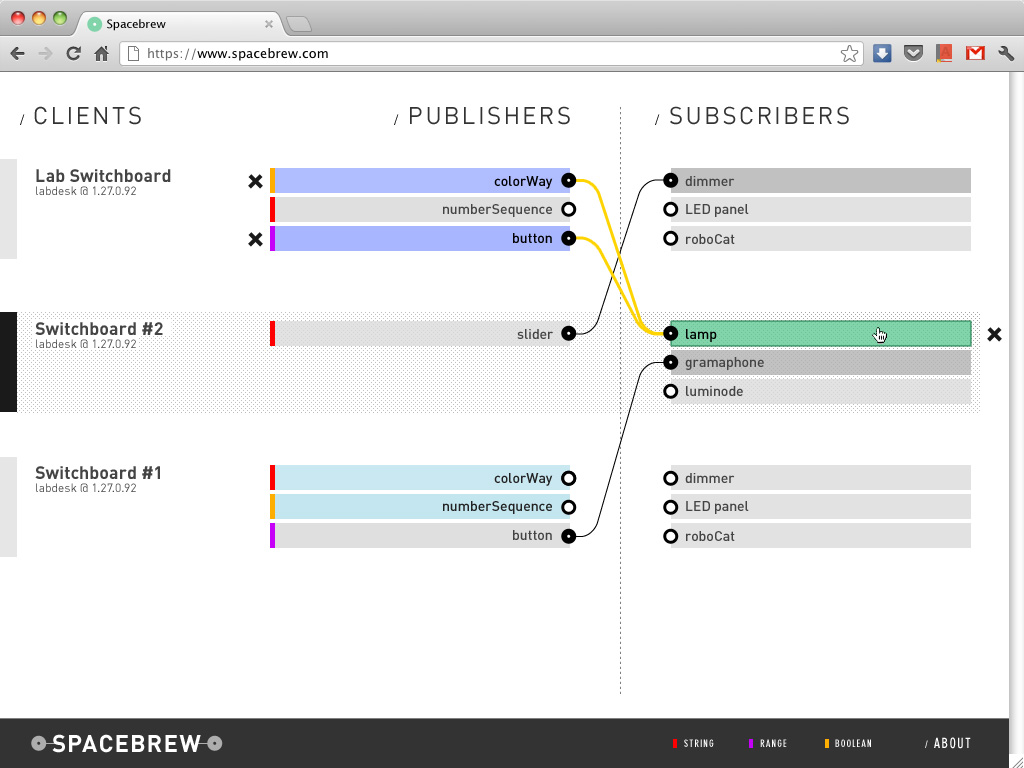 Spacebrew
https://www.spacebrew.com
/ CLIENTS
/ PUBLISHERS
/ SUBSCRIBERS
Lab Switchboard
labdesk @ 1.27.0.92
colorWay
numberSequence
button
dimmer
LED panel
roboCat
Switchboard #2
labdesk @ 1.27.0.92
slider
lamp
gramaphone
luminode
Switchboard #1
labdesk @ 1.27.0.92
colorWay
numberSequence
button
dimmer
LED panel
roboCat
SPACEBREW
STRING
RANGE
BOOLEAN
/ ABOUT